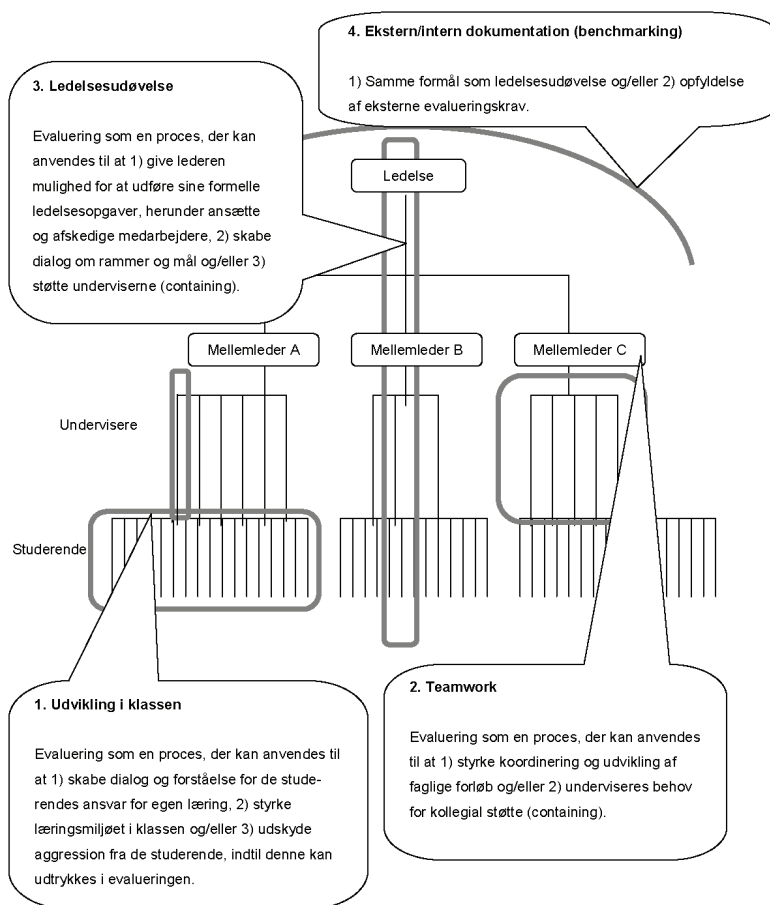 4. Ekstern/intern dokumentation (benchmarking)
1) Samme formål som ledelsesudøvelse og/eller 2) opfyldelse
af eksterne evalueringskrav.
3. Ledelsesudøvelse
Evaluering som en proces, der kan
anvendes til at 1) give lederen
mulighed for at udføre sine formelle
ledelsesopgaver, herunder ansætte
og afskedige medarbejdere, 2) skabe
dialog om rammer og mål og/eller 3)
støtte underviserne (containing).
Ledelse
Mellemleder A
Mellemleder B
Mellemleder C
Undervisere
Studerende
1. Udvikling i klassen
Evaluering som en proces, der kan anvendes til
at 1) skabe dialog og forståelse for de stude-
rendes ansvar for egen læring, 2) styrke
læringsmiljøet i klassen og/eller 3) udskyde
aggression fra de studerende, indtil denne kan
udtrykkes i evalueringen.
2. Teamwork
Evaluering som en proces, der kan anvendes
til at 1) styrke koordinering og udvikling af
faglige forløb og/eller 2) underviseres behov
for kollegial støtte (containing).